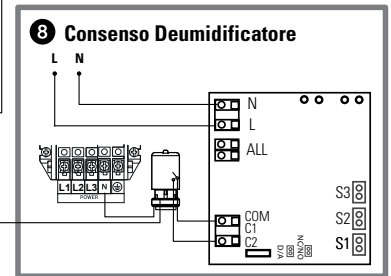 8 Consenso Deumidificatore
L N
N
L
ALL
L1 L2 L3 N
POWER
COM
C1
C2
D/A
NC/NO
S3
S2
S1